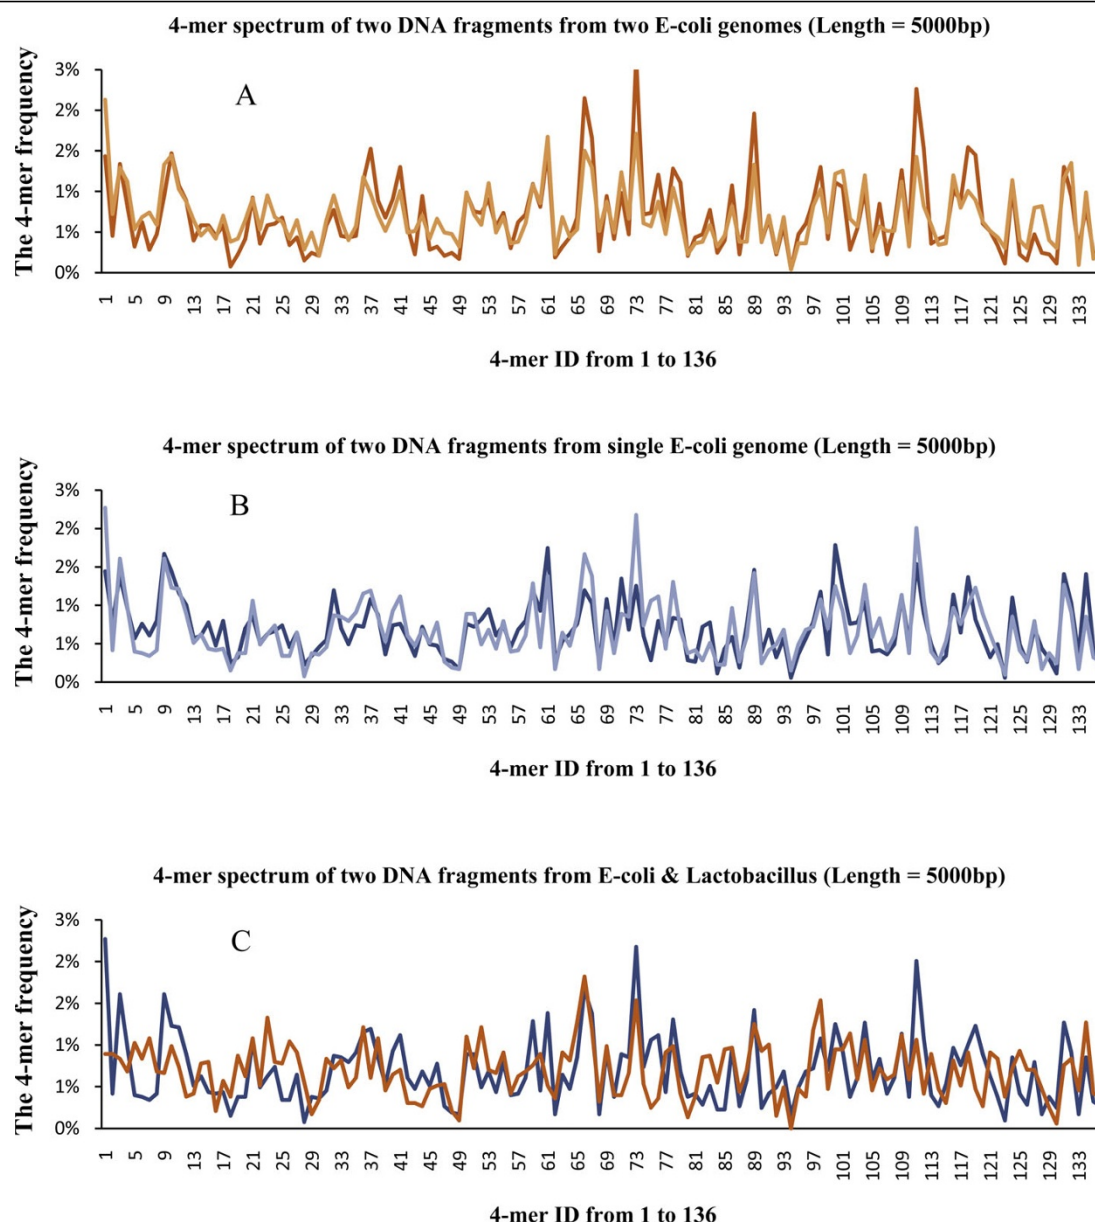 4-mer spectrum of two DNA fragments from two E-coli genomes (Length = 5000bp)
The 4-mer frequency
3%
2%
2%
1%
1%
0%
A
1 5 9 13 17 21 25 29 33 37 41 45 49 53 57 61 65 69 73 77 81 85 89 93 97 101 105 109 113 117 121 125 129 133
4-mer ID from 1 to 136
4-mer spectrum of two DNA fragments from single E-coli genome (Length = 5000bp)
The 4-mer frequency
3%
2%
2%
1%
1%
0%
B
1 5 9 13 17 21 25 29 33 37 41 45 49 53 57 61 65 69 73 77 81 85 89 93 97 101 105 109 113 117 121 125 129 133
4-mer ID from 1 to 136
4-mer spectrum of two DNA fragments from E-coli & Lactobacillus (Length = 5000bp)
The 4-mer frequency
3%
2%
2%
1%
1%
0%
C
1 5 9 13 17 21 25 29 33 37 41 45 49 53 57 61 65 69 73 77 81 85 89 93 97 101 105 109 113 117 121 125 129 133
4-mer ID from 1 to 136